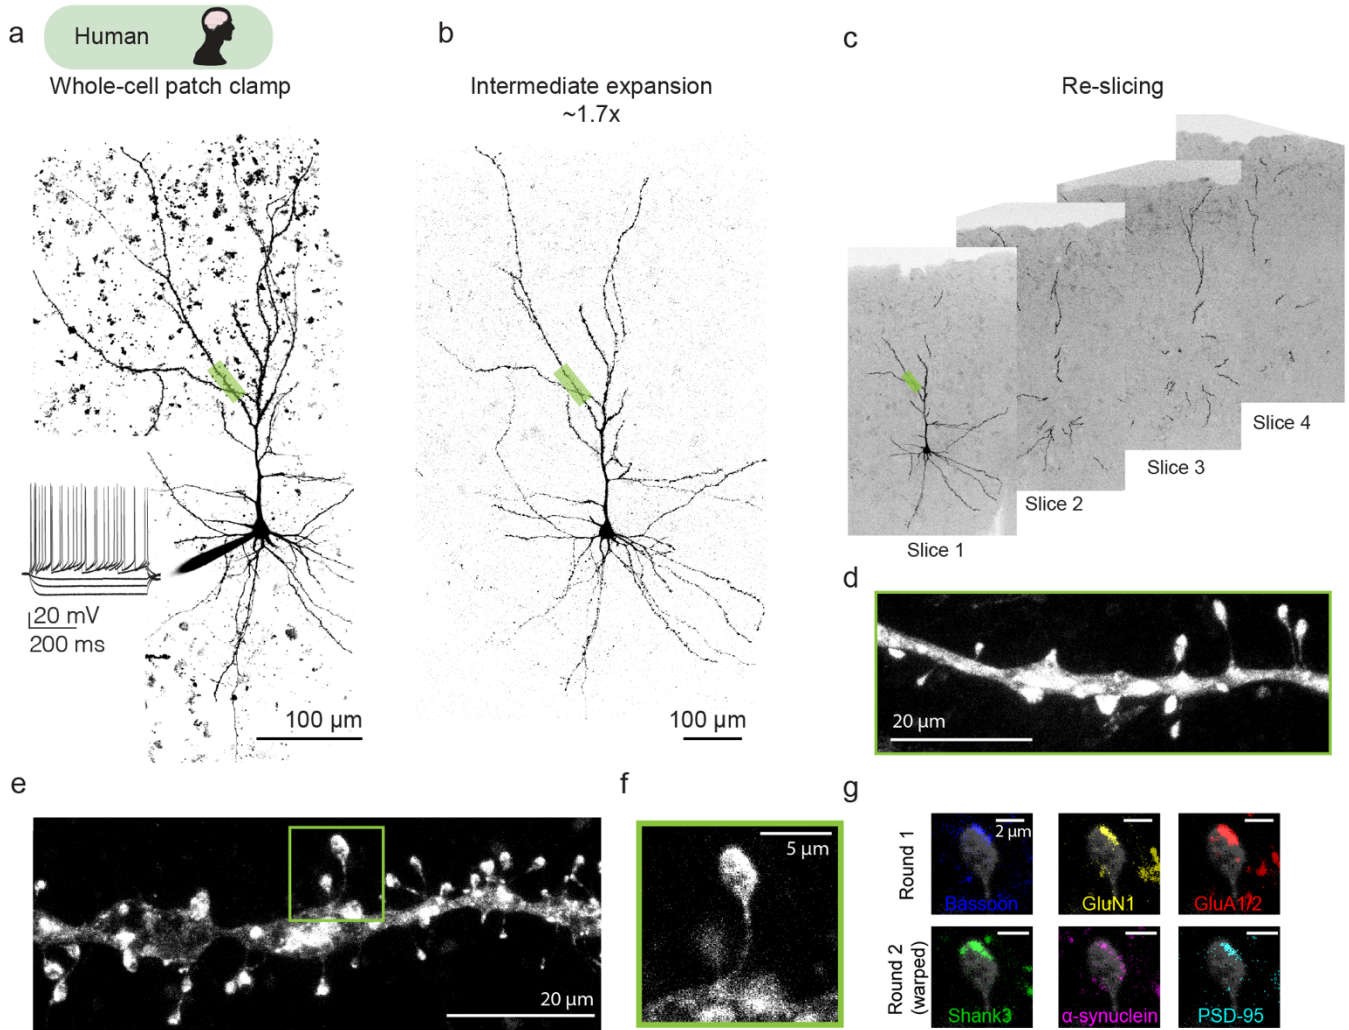 a
Human
Whole-cell patch clamp
20 mV
200 ms
100 µm
b
Intermediate expansion
~1.7x
100 µm
c
Re-slicing
Slice 1
Slice 2
Slice 3
Slice 4
d
20 µm
e
20 µm
f
5 µm
g
Round 1
2 µm
Bassoon
GluN1
GluA1/2
Round 2
(warped)
Shank3
α-synuclein
PSD-95